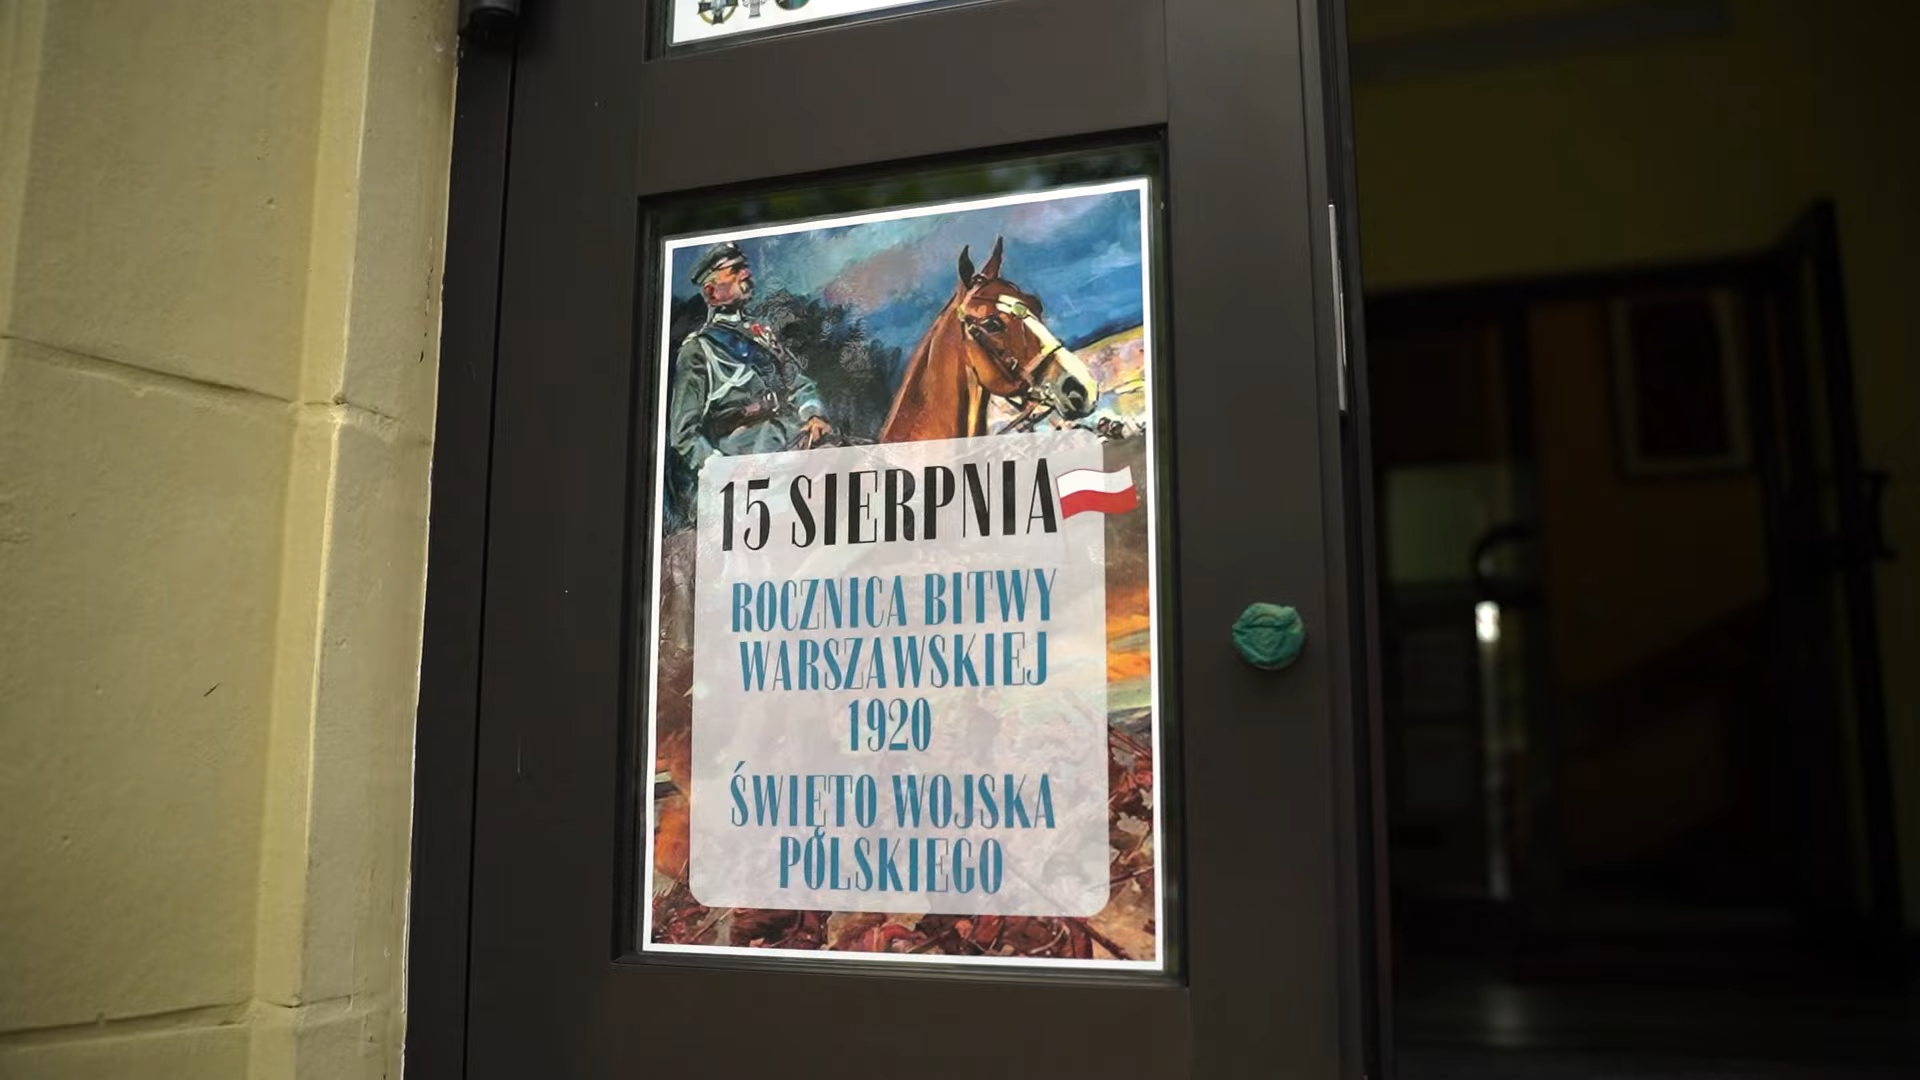 15 SIERPNIA
ROCZNICA BITWY
WARSZAWSKIEJ
1920
ŚWIĘTO WOJSKA
POLSKIEGO